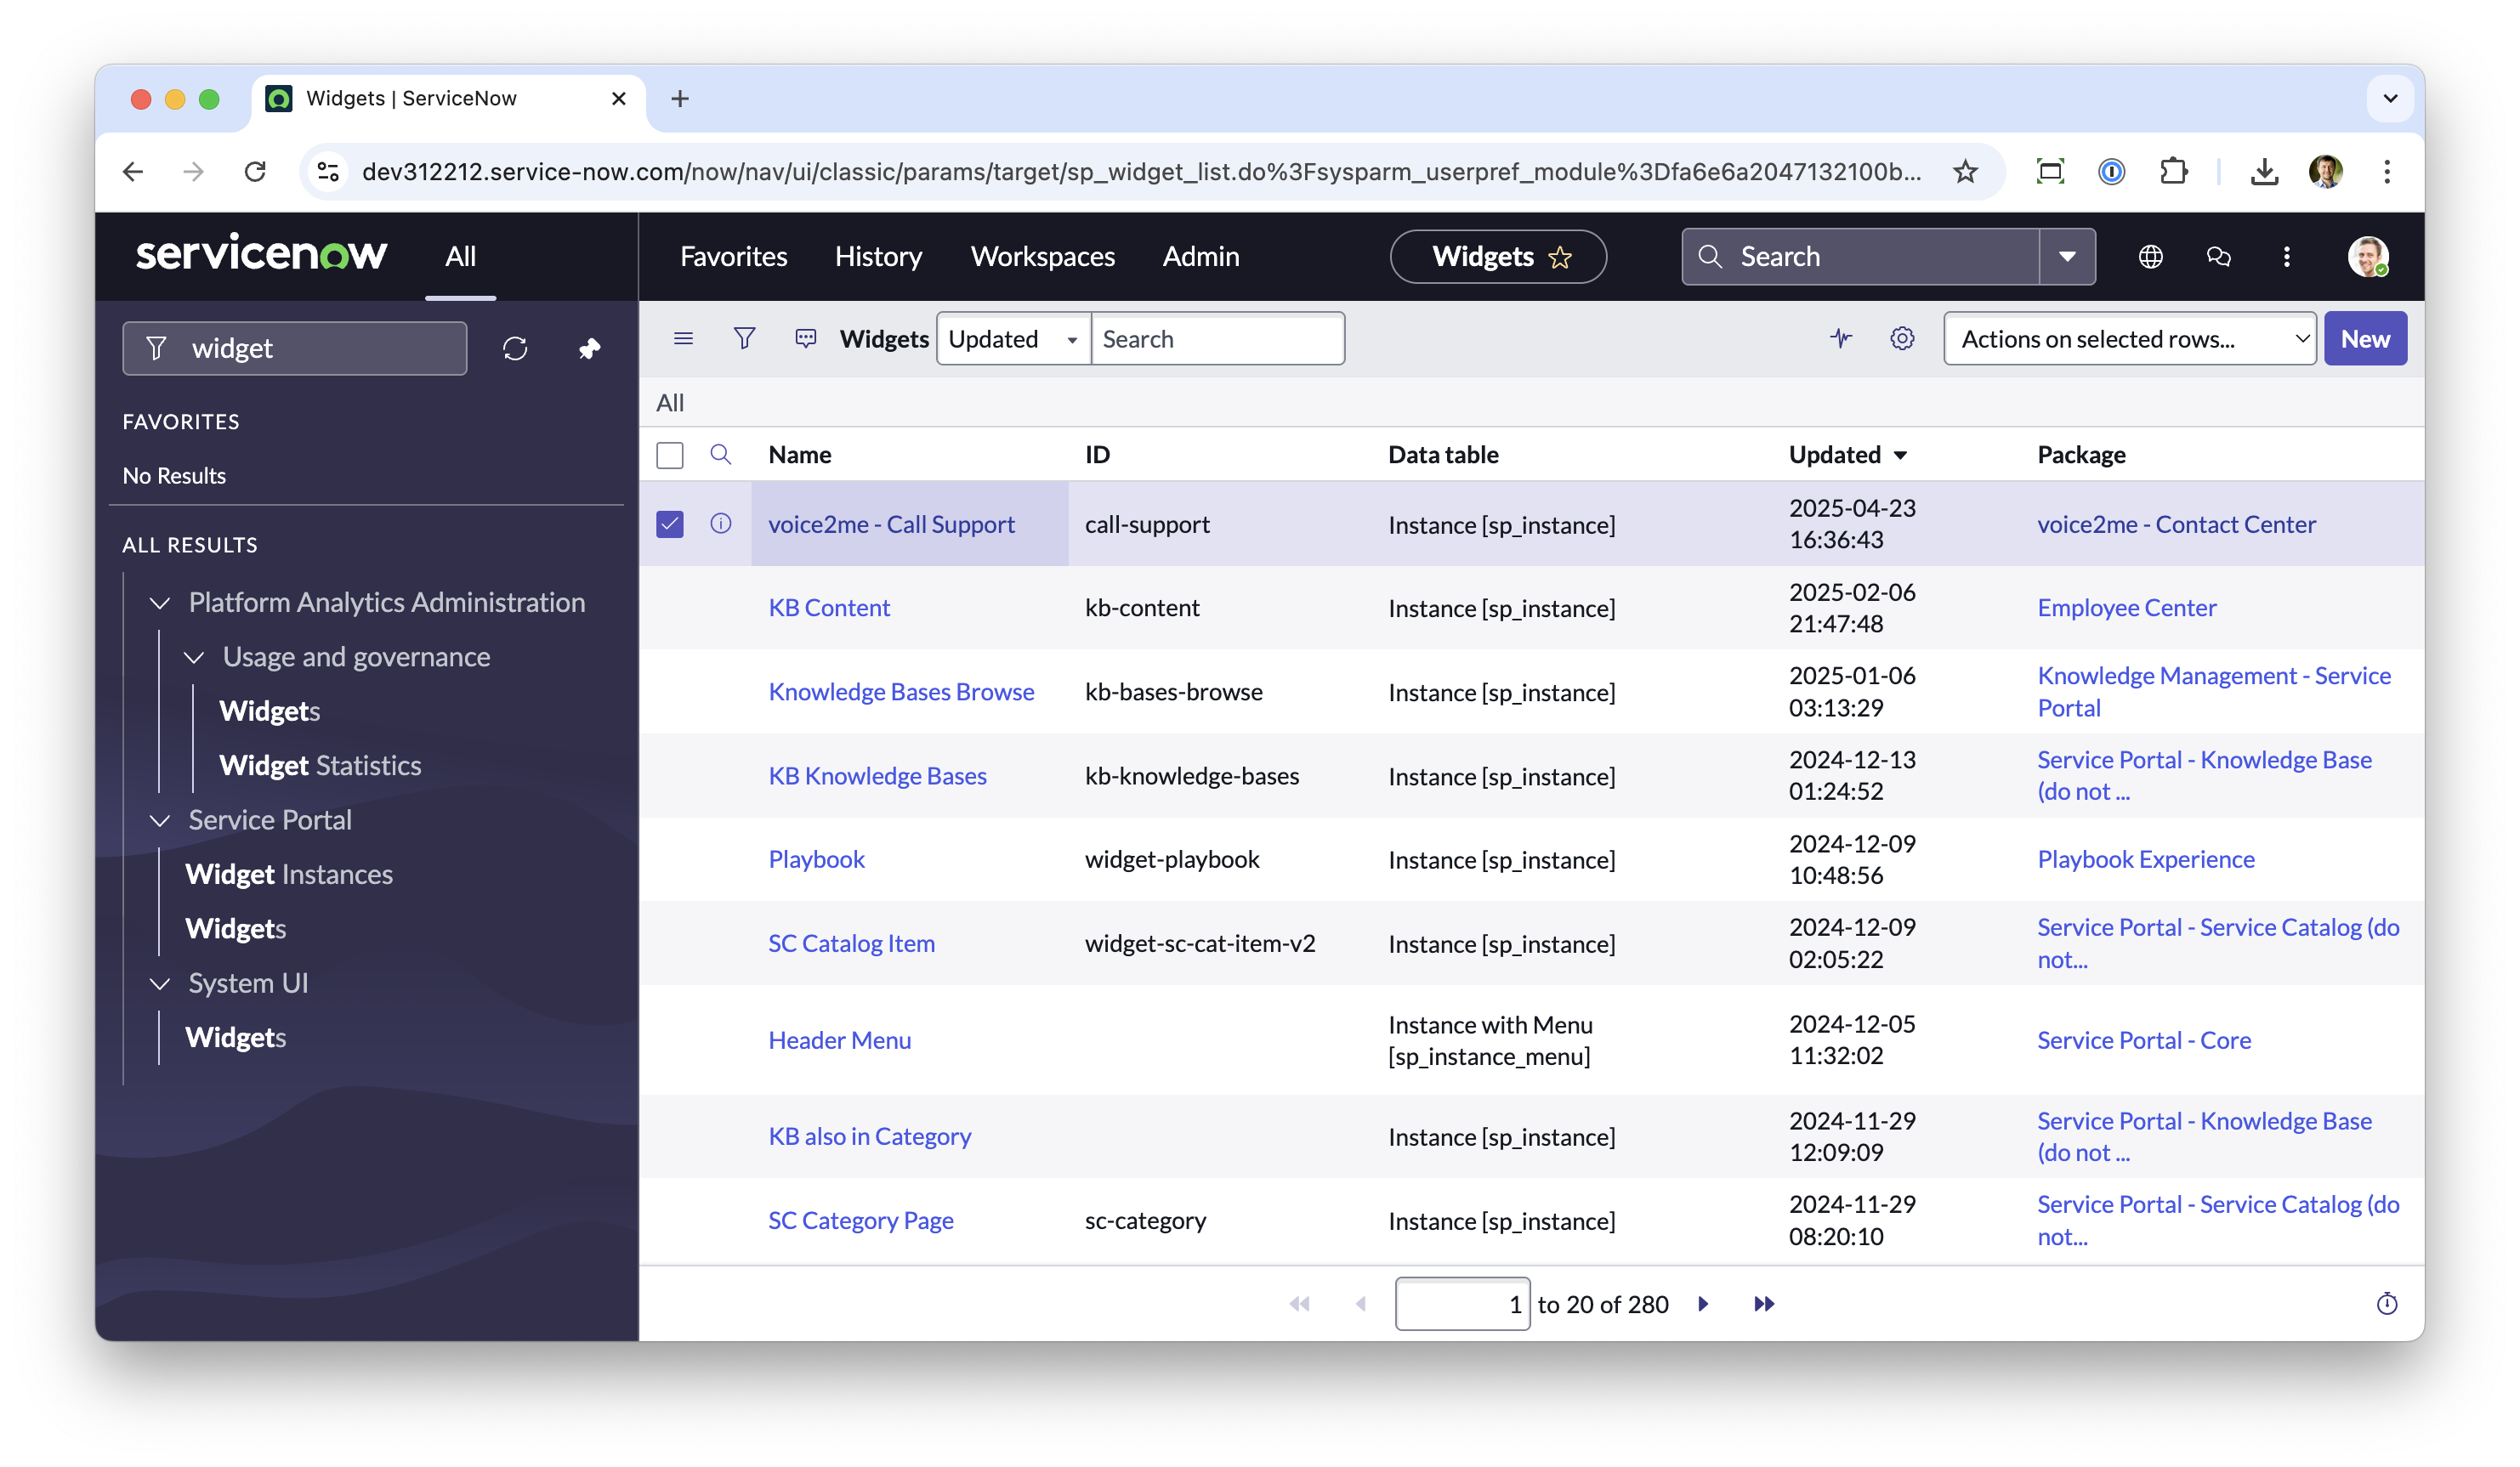 Widgets | ServiceNow
dev312212.service-now.com/now/nav/ui/classic/params/target/sp_widget_list.do%3Fsysparm_userpref_module%3Dfa6e6a2047132100b...
servicenow All Favorites History Workspaces Admin Widgets Search
widget
FAVORITES
No Results
ALL RESULTS
Platform Analytics Administration
Usage and governance
Widgets
Widget Statistics
Service Portal
Widget Instances
Widgets
System UI
Widgets
Widgets Updated Search Actions on selected rows... New
All
Name ID Data table Updated Package
voice2me - Call Support call-support Instance [sp_instance] 2025-04-23 voice2me - Contact Center
16:36:43
KB Content kb-content Instance [sp_instance] 2025-02-06 Employee Center
21:47:48
Knowledge Bases Browse kb-bases-browse Instance [sp_instance] 2025-01-06 Knowledge Management - Service
03:13:29 Portal
KB Knowledge Bases kb-knowledge-bases Instance [sp_instance] 2024-12-13 Service Portal - Knowledge Base
01:24:52 (do not ...
Playbook widget-playbook Instance [sp_instance] 2024-12-09 Playbook Experience
10:48:56
SC Catalog Item widget-sc-cat-item-v2 Instance [sp_instance] 2024-12-09 Service Portal - Service Catalog (do
02:05:22 not...
Header Menu Instance with Menu 2024-12-05 Service Portal - Core
[sp_instance_menu] 11:32:02
KB also in Category Instance [sp_instance] 2024-11-29 Service Portal - Knowledge Base
12:09:09 (do not ...
SC Category Page sc-category Instance [sp_instance] 2024-11-29 Service Portal - Service Catalog (do
08:20:10 not...
1 to 20 of 280